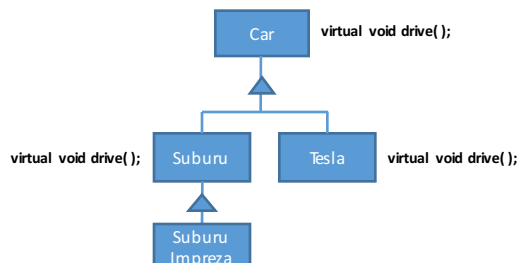 Car
virtual void drive( );
virtual void drive( );
Suburu
Tesla
virtual void drive( );
Suburu
Impreza